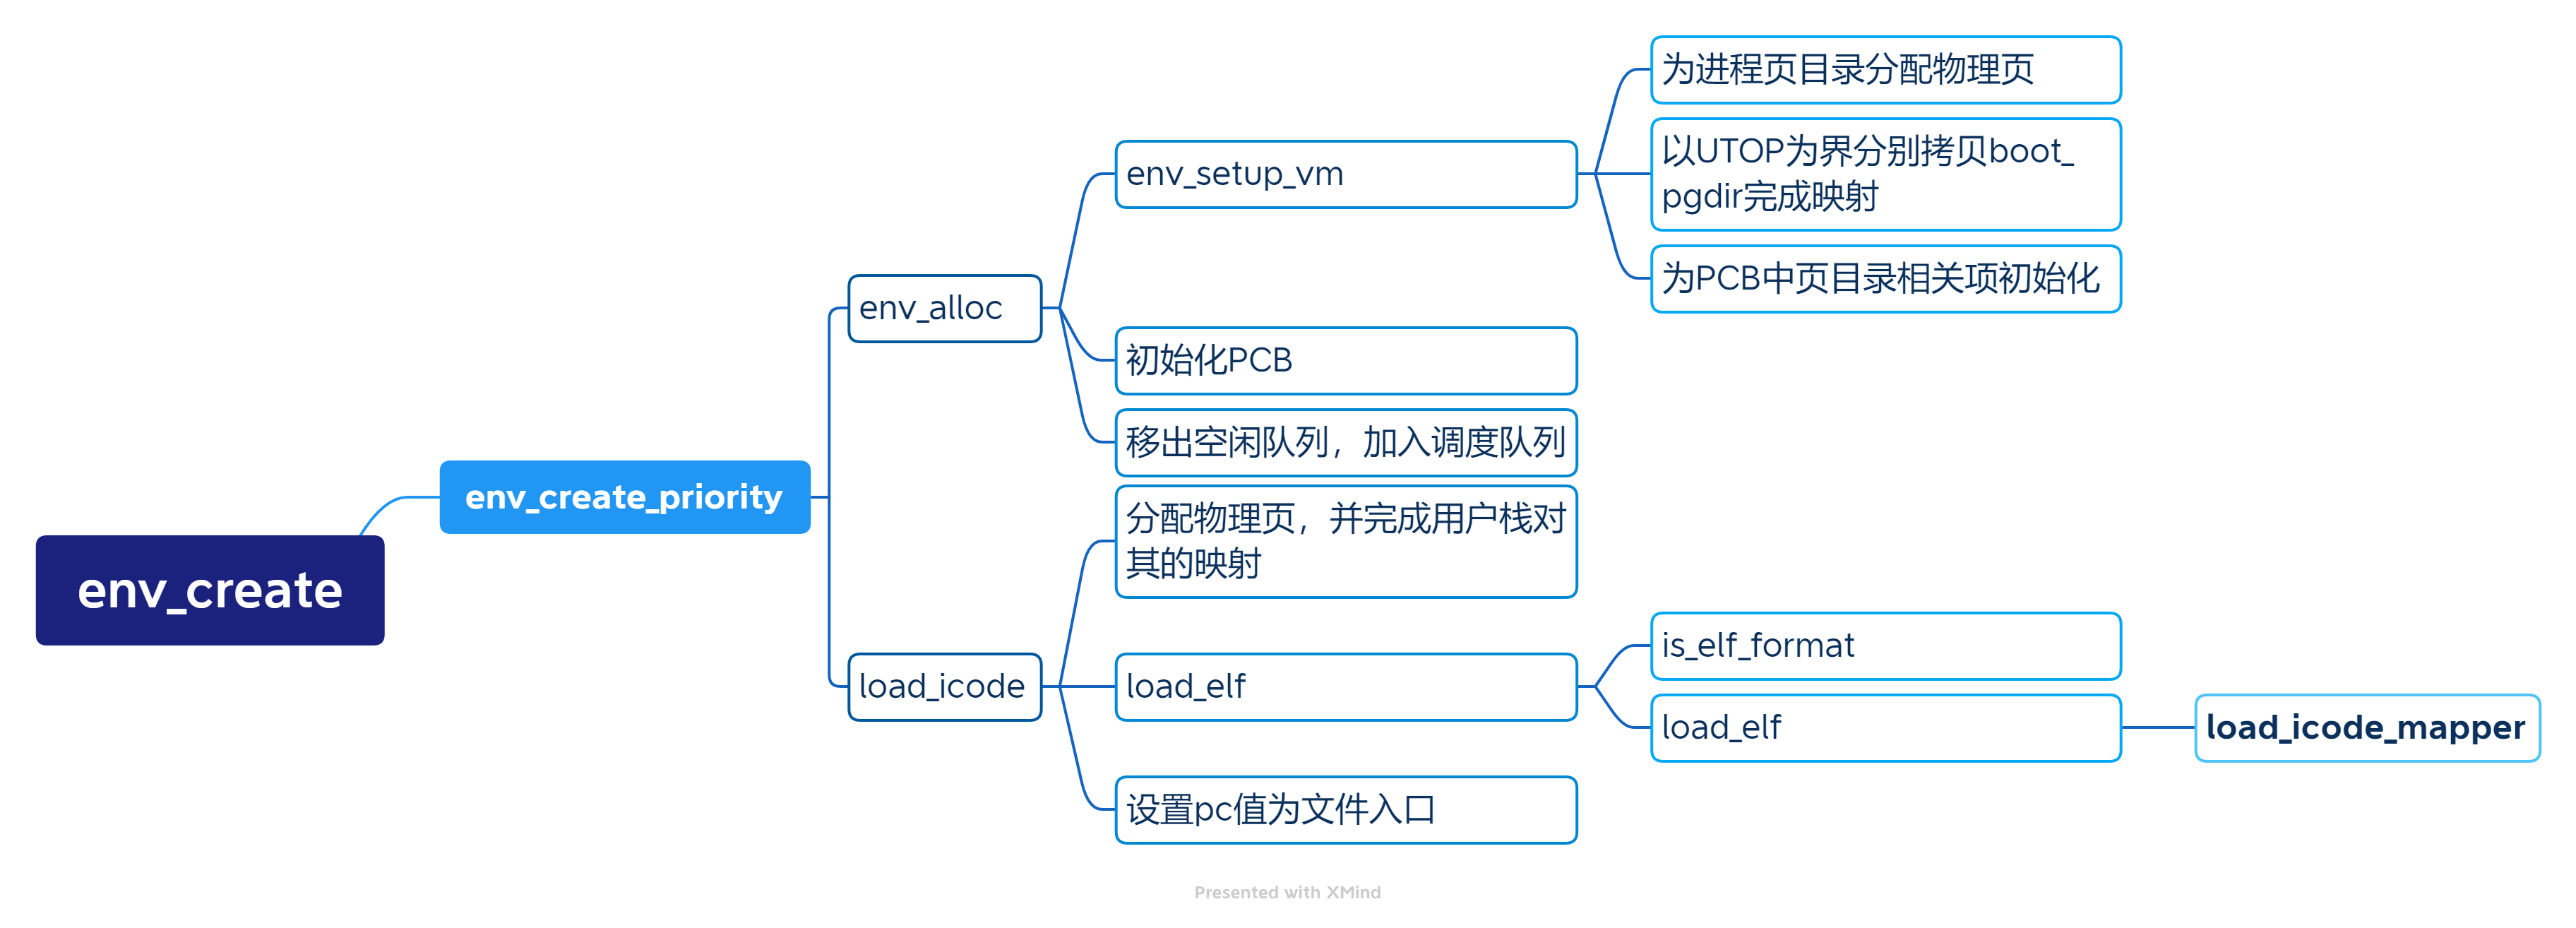 env_create
env_create_priority
env_alloc
env_setup_vm
为进程页目录分配物理页
以UTOP为界分别拷贝boot_
pgdir完成映射
为PCB中页目录相关项初始化
初始化PCB
移出空闲队列，加入调度队列
load_icode
分配物理页，并完成用户栈对
其的映射
load_elf
is_elf_format
load_elf
load_icode_mapper
设置pc值为文件入口
Presented with XMind